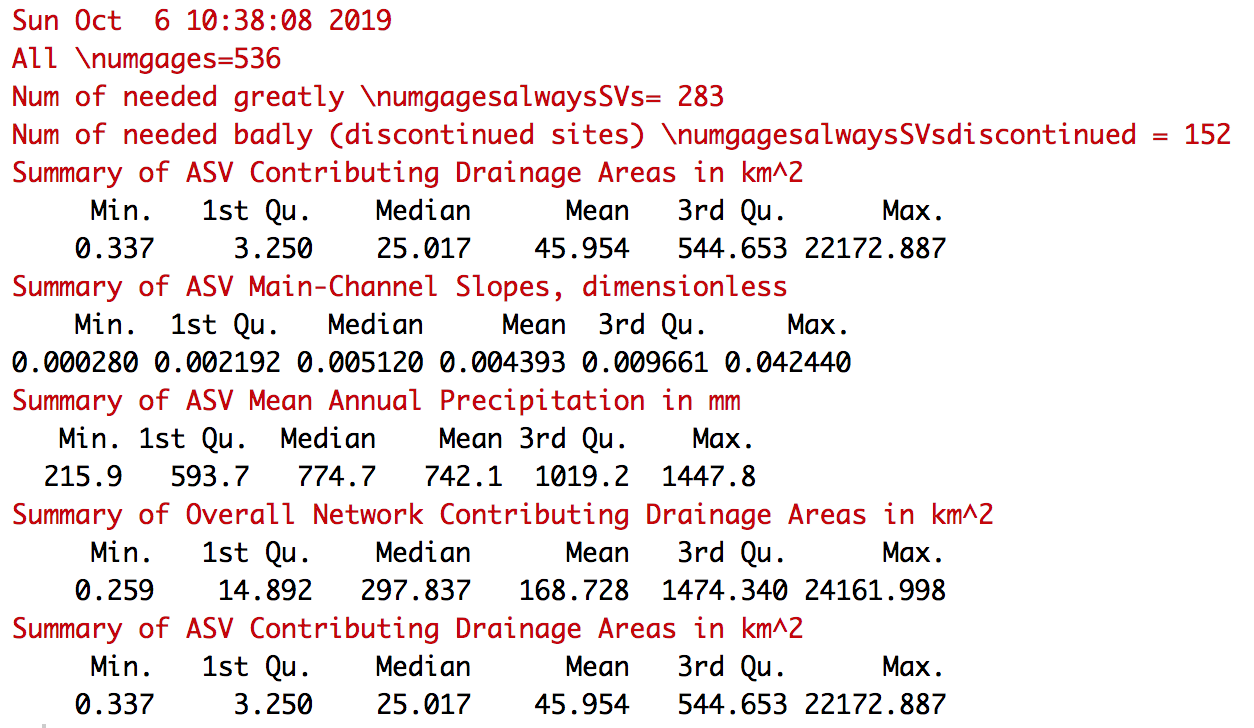 Sun Oct  6 10:38:08 2019
All \numgages=536
Num of needed greatly \numgagesalwaysSVs= 283
Num of needed badly (discontinued sites) \numgagesalwaysSVsdiscontinued = 152
Summary of ASV Contributing Drainage Areas in km^2
     Min.   1st Qu.    Median      Mean   3rd Qu.      Max.
    0.337     3.250    25.017    45.954   544.653 22172.887
Summary of ASV Main-Channel Slopes, dimensionless
    Min.  1st Qu.   Median     Mean  3rd Qu.     Max.
0.000280 0.002192 0.005120 0.004393 0.009661 0.042440
Summary of ASV Mean Annual Precipitation in mm
   Min. 1st Qu.  Median    Mean 3rd Qu.    Max.
  215.9   593.7   774.7   742.1  1019.2  1447.8
Summary of Overall Network Contributing Drainage Areas in km^2
     Min.   1st Qu.    Median      Mean   3rd Qu.      Max.
    0.259    14.892   297.837   168.728  1474.340 24161.998
Summary of ASV Contributing Drainage Areas in km^2
     Min.   1st Qu.    Median      Mean   3rd Qu.      Max.
    0.337     3.250    25.017    45.954   544.653 22172.887